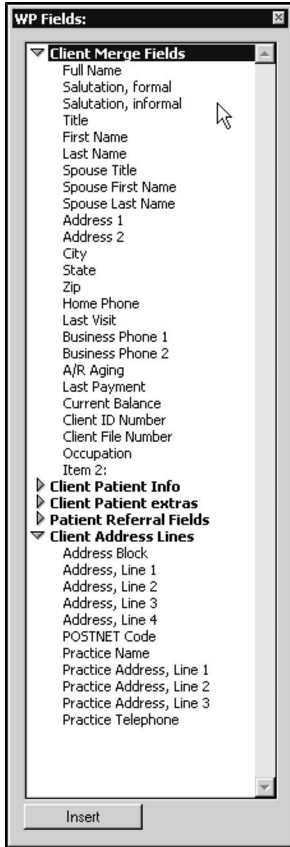 WP Fields:
Client Merge Fields
Full Name
Salutation, formal
Salutation, informal
Title
First Name
Last Name
Spouse Title
Spouse First Name
Spouse Last Name
Address 1
Address 2
City
State
Zip
Home Phone
Last Visit
Business Phone 1
Business Phone 2
A/R Aging
Last Payment
Current Balance
Client ID Number
Client File Number
Occupation
Item 2:
Client Patient Info
Client Patient extras
Patient Referral Fields
Client Address Lines
Address Block
Address, Line 1
Address, Line 2
Address, Line 3
Address, Line 4
POSTNET Code
Practice Name
Practice Address, Line 1
Practice Address, Line 2
Practice Address, Line 3
Practice Telephone
Insert